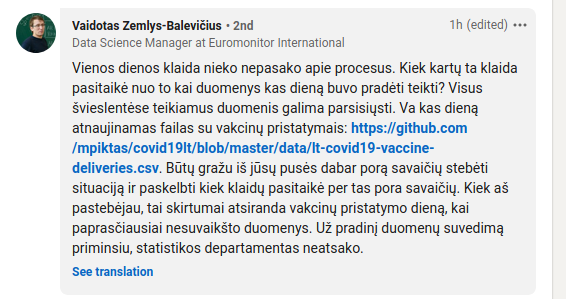 Vaidotas Zemlys-Balevičius • 2nd
1h (edited) •••
Data Science Manager at Euromonitor International
Vienos dienos klaida nieko nepasako apie procesus. Kiek kartų ta klaida
pasitaikė nuo to kai duomenys kas dieną buvo pradėti teikti? Visus
švieslentėse teikiamus duomenis galima parsisiųsti. Va kas dieną
atnaujinamas failas su vakcinų pristatymais: https://github.com
/mpiktas/covid19lt/blob/master/data/lt-covid19-vaccine-
deliveries.csv. Būtų gražu iš jūsų pusės dabar porą savaičių stebėti
situaciją ir paskelbti kiek klaidų pasitaikė per tas pora savaičių. Kiek aš
pastebėjau, tai skirtumai atsiranda vakcinų pristatymo dieną, kai
paprasčiausiai nesuvaikšto duomenys. Už pradinį duomenų suvedimą
priminsiu, statistikos departamentas neatsako.
See translation